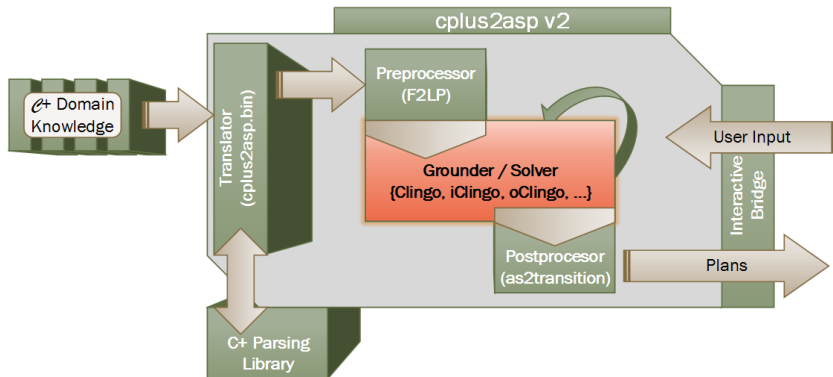 cplus2asp v2
C+ Domain
Knowledge
Translator
(cplus2asp.bin)
Preprocessor
(F2LP)
Grounder / Solver
{Clingo, iClingo, oClingo, ...}
Postprocesor
(as2transition)
User Input
Interactive
Bridge
Plans
C+ Parsing
Library